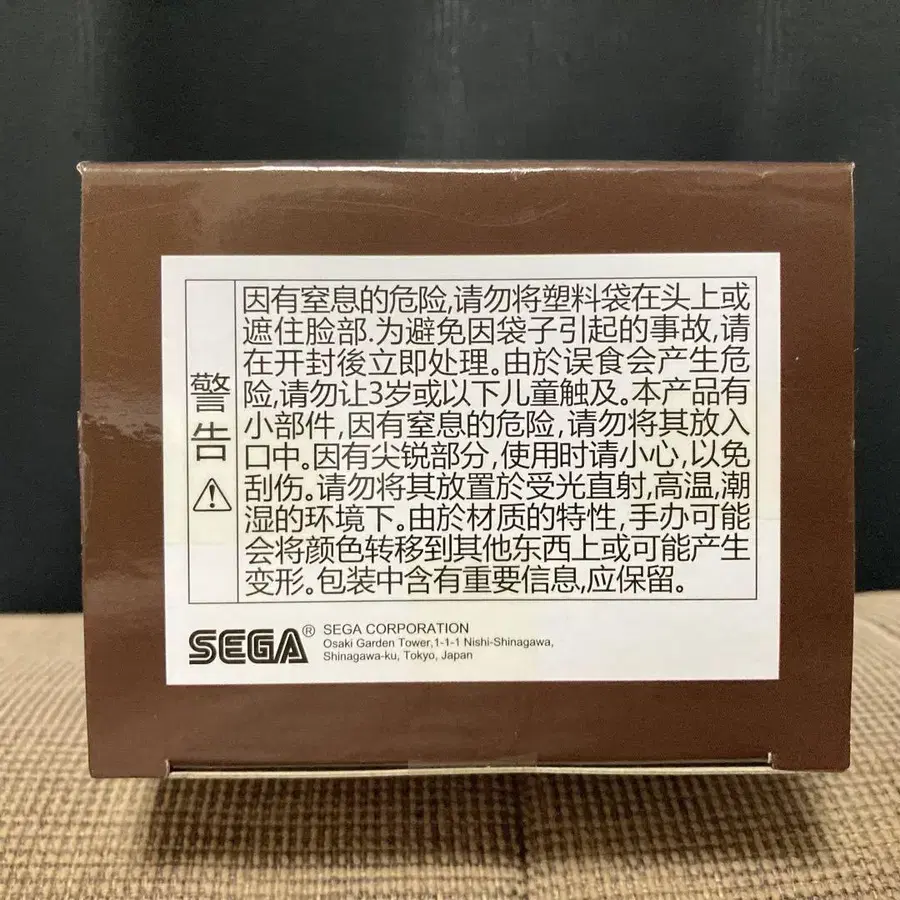 警告
因有窒息的危险,请勿将塑料袋在头上或
遮住脸部.为避免因袋子引起的事故,请
在开封後立即处理。由於误食会产生危
险,请勿让3岁或以下儿童触及。本产品有
小部件,因有窒息的危险,请勿将其放入
口中。因有尖锐部分,使用时请小心,以免
刮伤。请勿将其放置於受光直射,高温,潮
湿的环境下。由於材质的特性,手办可能
会将颜色转移到其他东西上或可能产生
变形。包装中含有重要信息,应保留。
SEGA® SEGA CORPORATION
Osaki Garden Tower,1-1-1 Nishi-Shinagawa,
Shinagawa-ku, Tokyo, Japan